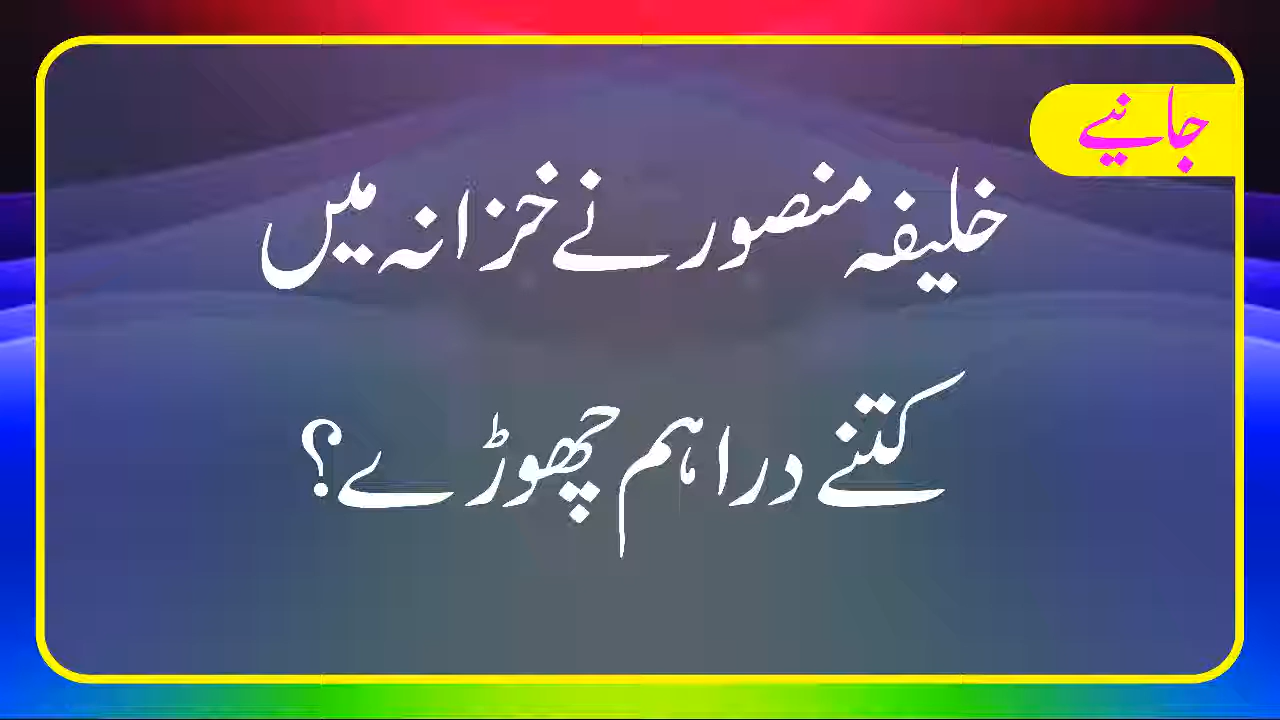 جانیے
خلیفہ منصور نے خزانہ میں
کتنے دراہم چھوڑے؟